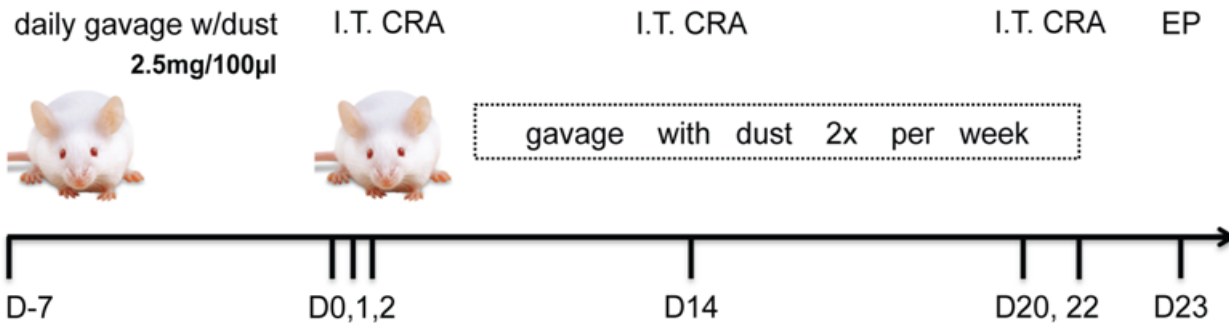 daily gavage w/dust I.T. CRA I.T. CRA I.T. CRA EP
2.5mg/100µl
gavage with dust 2x per week
D-7 D0,1,2 D14 D20, 22 D23